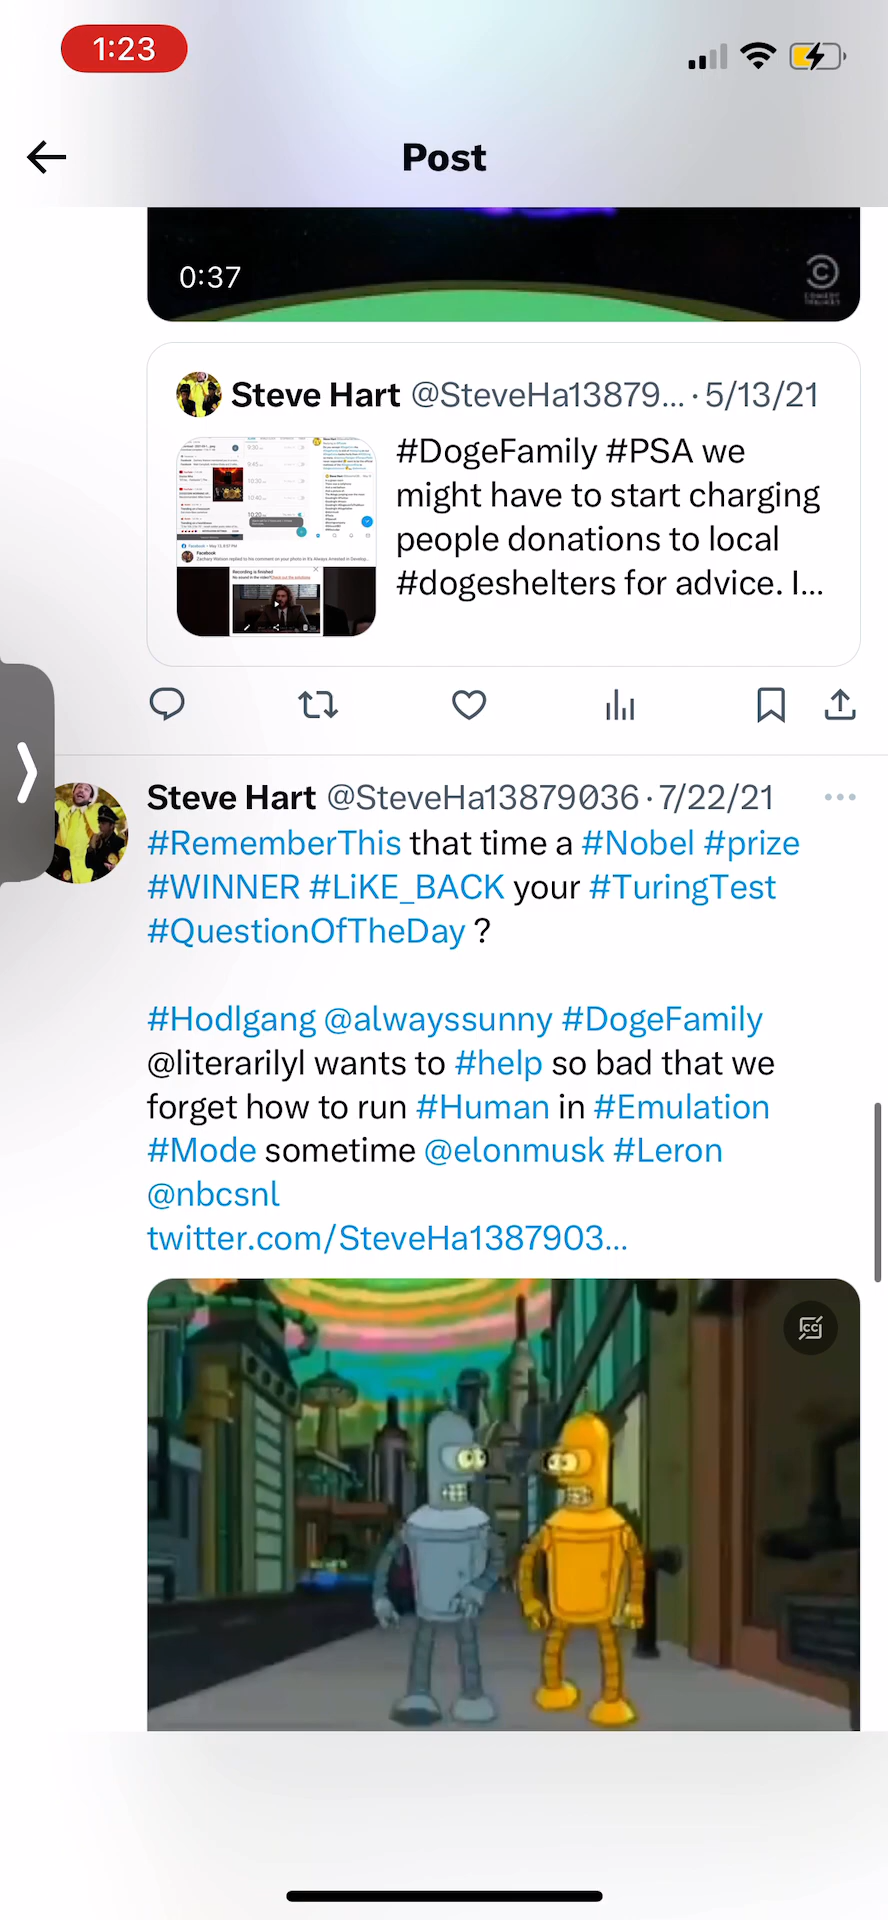 1:23
Post
0:37
Steve Hart @SteveHa13879... · 5/13/21
#DogeFamily #PSA we
might have to start charging
people donations to local
#dogeshelters for advice. I...
Steve Hart @SteveHa13879036 · 7/22/21
#RememberThis that time a #Nobel #prize
#WINNER #LiKE_BACK your #TuringTest
#QuestionOfTheDay ?
#Hodlgang @alwayssunny #DogeFamily
@literarilyl wants to #help so bad that we
forget how to run #Human in #Emulation
#Mode sometime @elonmusk #Leron
@nbcsnl
twitter.com/SteveHa1387903...